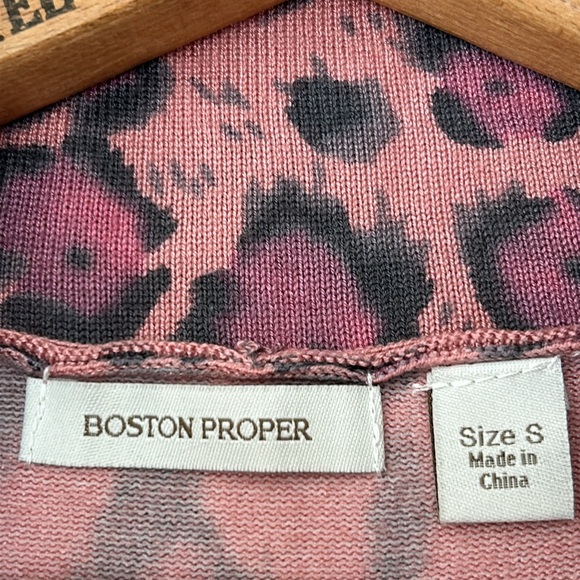 BOSTON PROPER
Size S
Made in
China